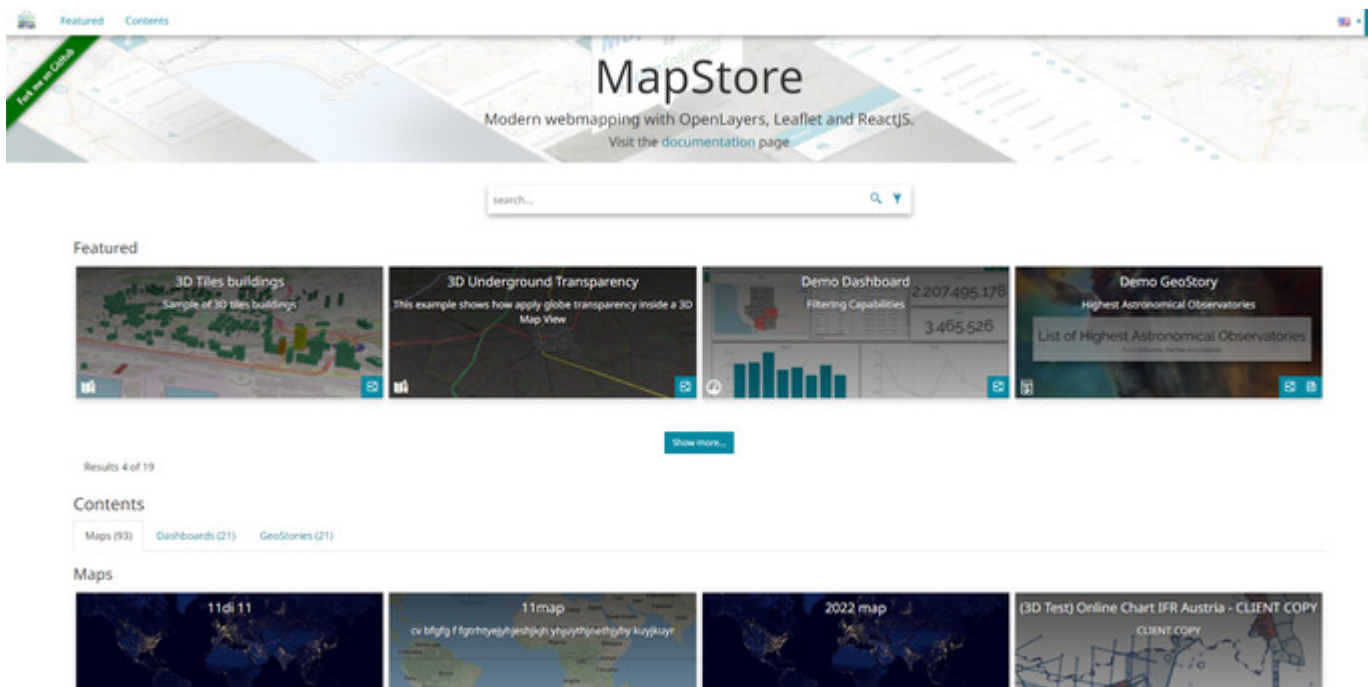 Featured Contents
Fork me on GitHub
MapStore
Modern webmapping with OpenLayers, Leaflet and ReactJS.
Visit the documentation page
search...
Featured
3D Tiles buildings
Sample of 3D tiles buildings
3D Underground Transparency
This example shows how apply globe transparency inside a 3D
Map View
Demo Dashboard
Filtering Capabilities
2.207.495.178
3.465.526
Demo GeoStory
Highest Astronomical Observatories
List of Highest Astronomical Observatories
Show more...
Results 4 of 19
Contents
Maps (93) Dashboards (21) GeoStories (21)
Maps
11di 11
11map
2022 map
(3D Test) Online Chart IFR Austria - CLIENT COPY
CLIENT COPY